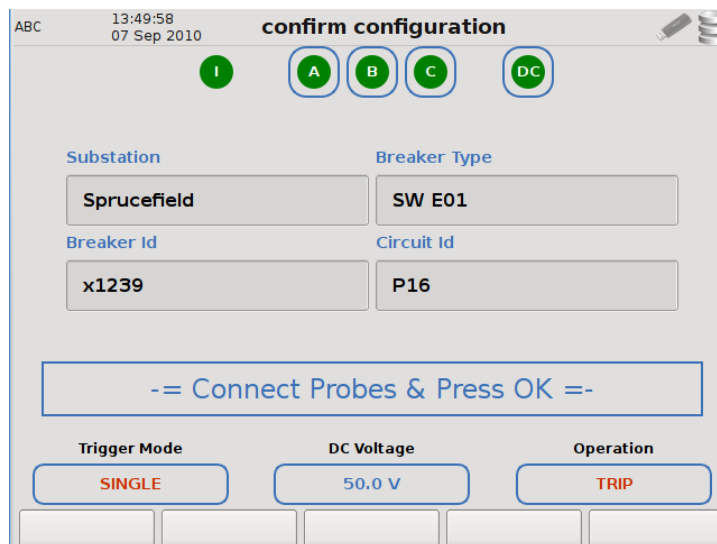 ABC
13:49:58
07 Sep 2010
confirm configuration
I A B C DC
Substation Breaker Type
Sprucefield SW E01
Breaker Id Circuit Id
x1239 P16
-= Connect Probes & Press OK =-
Trigger Mode DC Voltage Operation
SINGLE 50.0 V TRIP